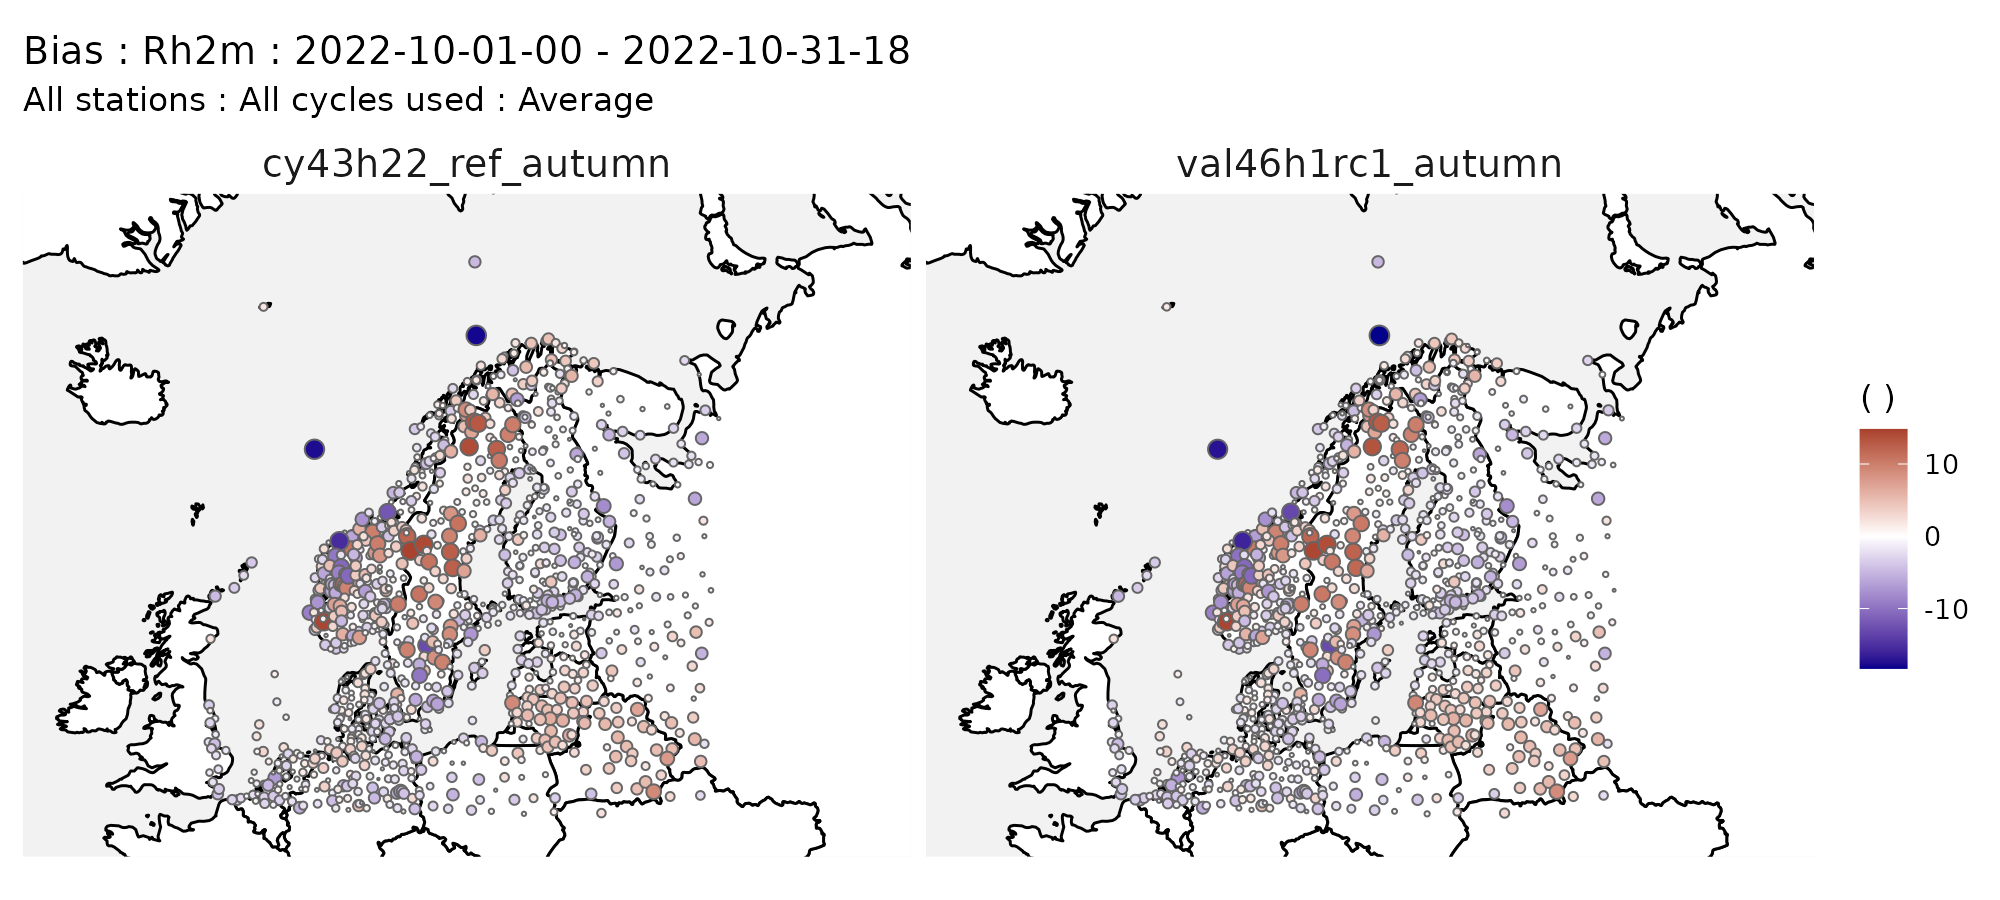 Bias : Rh2m : 2022-10-01-00 - 2022-10-31-18
All stations : All cycles used : Average
cy43h22_ref_autumn
val46h1rc1_autumn
( )
10
0
-10